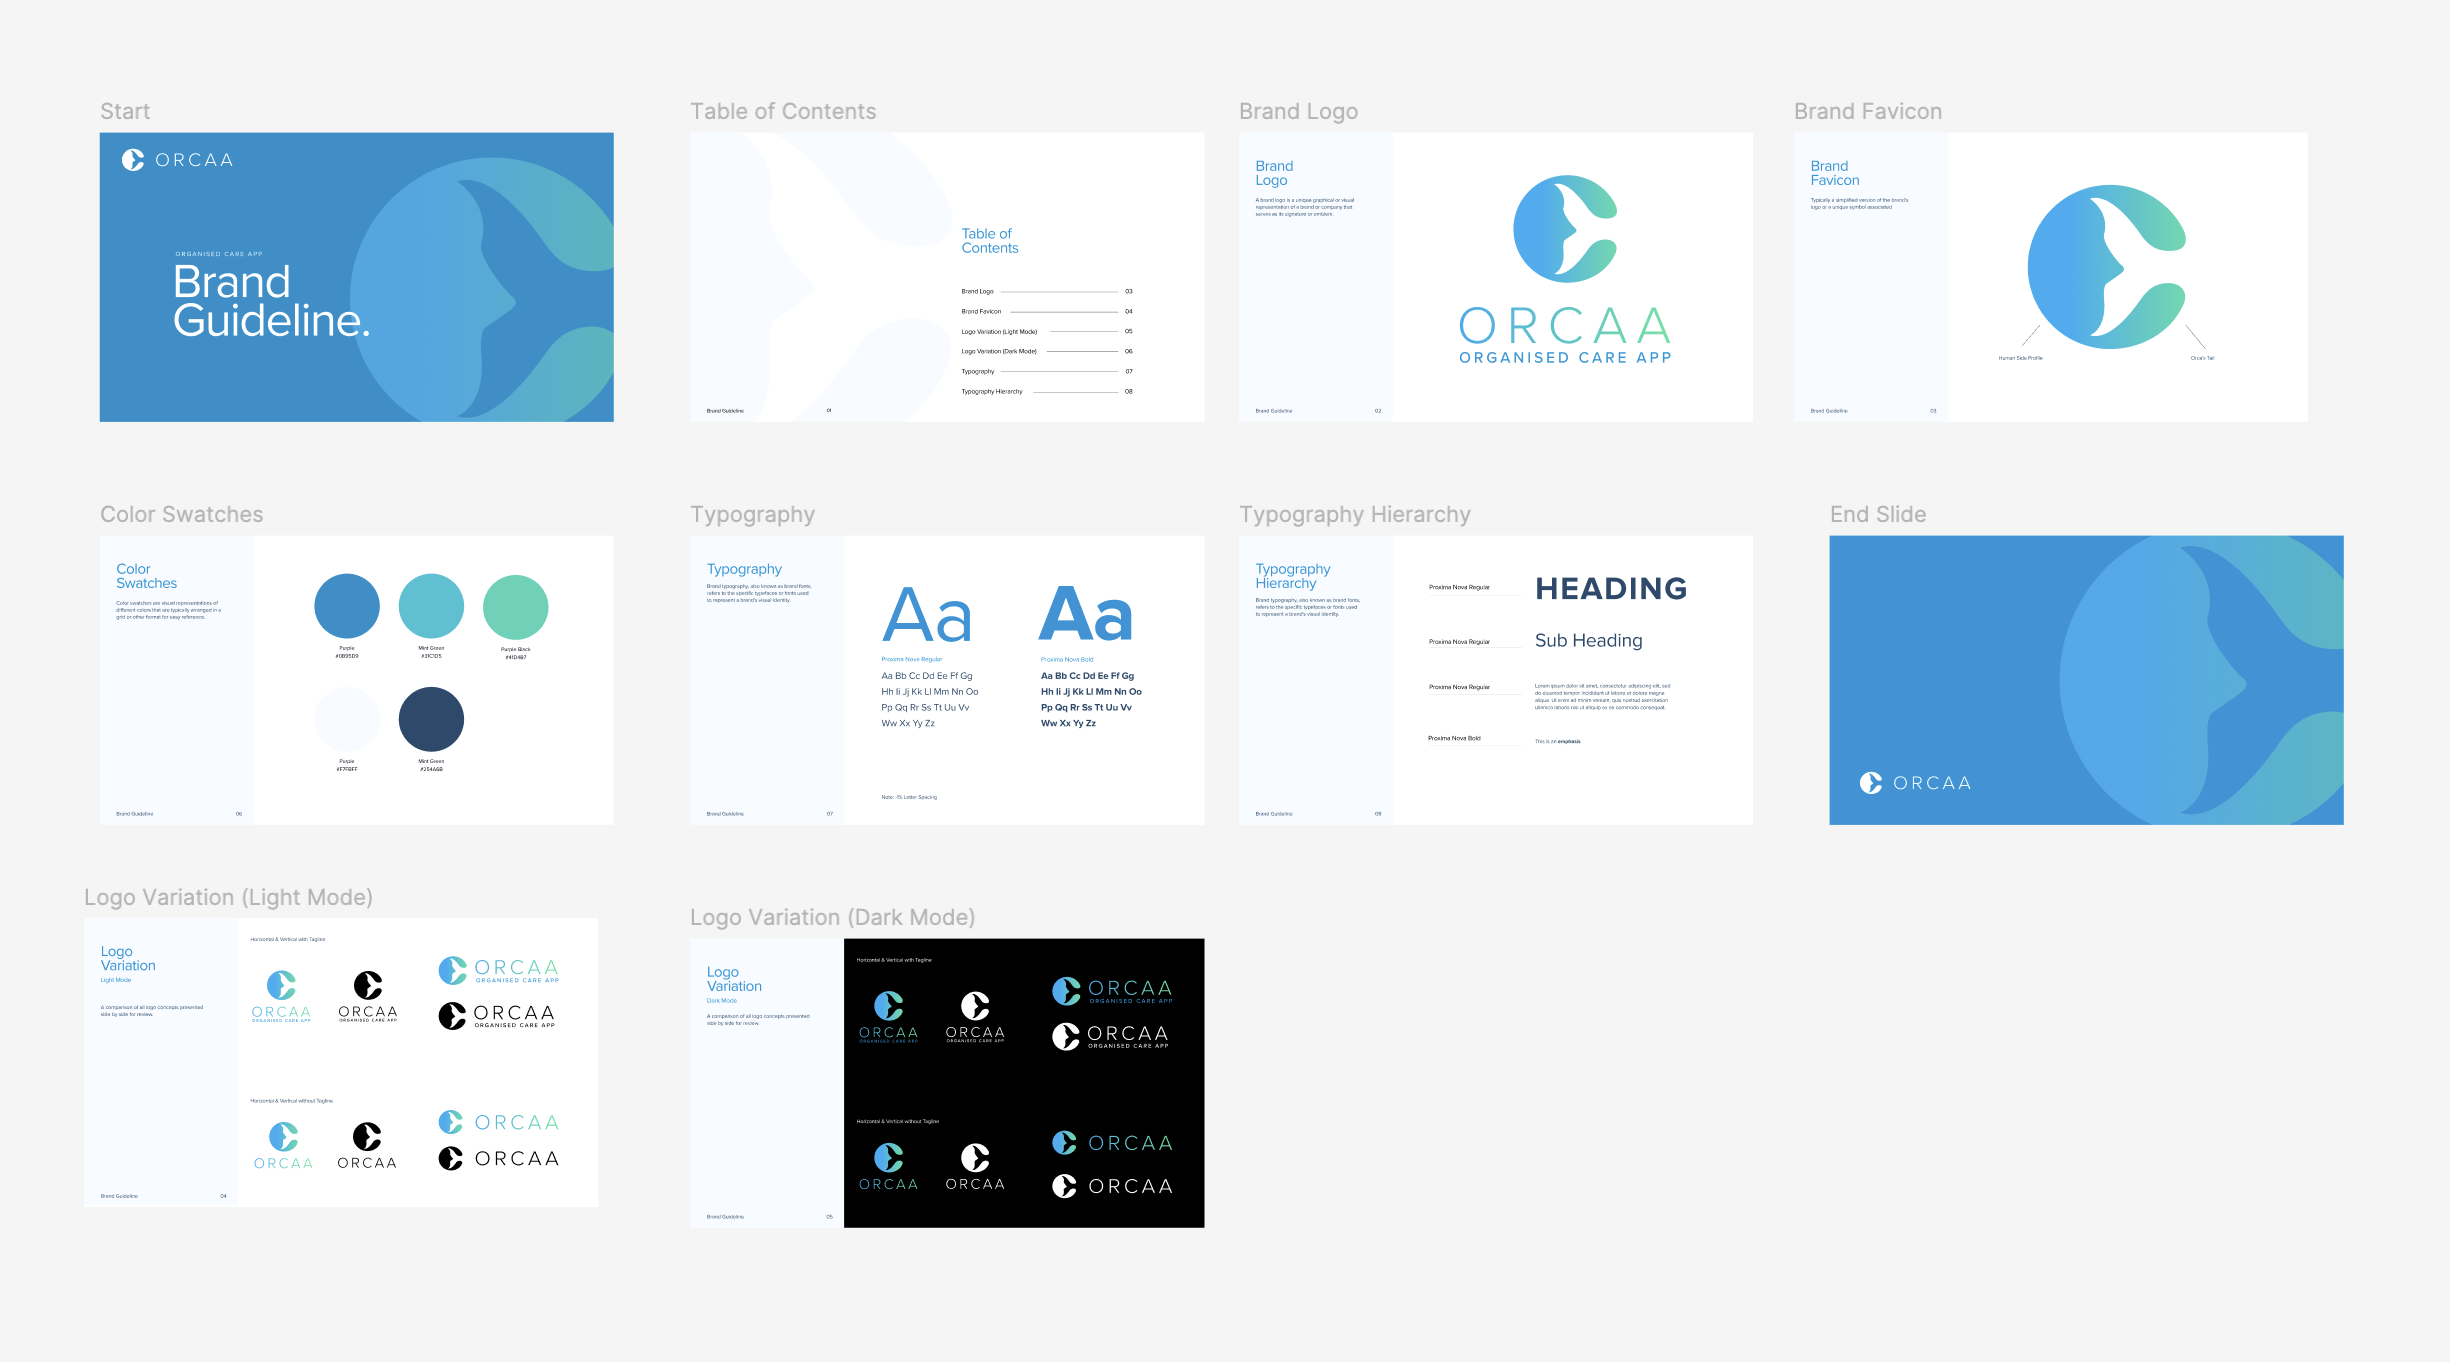 Start
ORCAA
ORGANISED CARE APP
Brand
Guideline.
Table of Contents
Table of
Contents
Brand Logo 03
Brand Favicon 04
Logo Variation (Light Mode) 05
Logo Variation (Dark Mode) 06
Typography 07
Typography Hierarchy 08
Brand Guideline 01
Brand Logo
Brand
Logo
A brand logo is a unique graphical or visual
representation of a brand or company that
serves as its signature or emblem.
ORCAA
ORGANISED CARE APP
Brand Guideline 02
Brand Favicon
Brand
Favicon
Typically a simplified version of the brand's
logo or a unique symbol associated
Human Side Profile
Orca's Tail
Brand Guideline 03
Color Swatches
Color
Swatches
Color swatches are visual representations of
different colors that are typically arranged in a
grid or other format for easy reference.
Purple
#0B95D9
Mint Green
#31C1D5
Purple Black
#41D4B7
Purple
#F7FBFF
Mint Green
#254A6B
Brand Guideline 06
Typography
Typography
Brand typography, also known as brand fonts,
refers to the specific typefaces or fonts used
to represent a brand's visual identity.
Aa
Proxima Nova Regular
Aa Bb Cc Dd Ee Ff Gg
Hh Ii Jj Kk Ll Mm Nn Oo
Pp Qq Rr Ss Tt Uu Vv
Ww Xx Yy Zz
Aa
Proxima Nova Bold
Aa Bb Cc Dd Ee Ff Gg
Hh Ii Jj Kk Ll Mm Nn Oo
Pp Qq Rr Ss Tt Uu Vv
Ww Xx Yy Zz
Note: -1% Letter Spacing
Brand Guideline 07
Typography Hierarchy
Typography
Hierarchy
Brand typography, also known as brand fonts,
refers to the specific typefaces or fonts used
to represent a brand's visual identity.
Proxima Nova Regular
HEADING
Proxima Nova Regular
Sub Heading
Proxima Nova Regular
Lorem ipsum dolor sit amet, consectetur adipiscing elit, sed
do eiusmod tempor incididunt ut labore et dolore magna
aliqua. Ut enim ad minim veniam, quis nostrud exercitation
ullamco laboris nisi ut aliquip ex ea commodo consequat.
Proxima Nova Bold
This is an emphasis
Brand Guideline 08
End Slide
ORCAA
Logo Variation (Light Mode)
Logo
Variation
Light Mode
A comparison of all logo concepts presented
side by side for review.
Horizontal & Vertical with Tagline
ORCAA
ORGANISED CARE APP
ORCAA
ORGANISED CARE APP
ORCAA
ORGANISED CARE APP
ORCAA
ORGANISED CARE APP
Horizontal & Vertical without Tagline
ORCAA
ORCAA
ORCAA
ORCAA
Brand Guideline 04
Logo Variation (Dark Mode)
Logo
Variation
Dark Mode
A comparison of all logo concepts presented
side by side for review.
Horizontal & Vertical with Tagline
ORCAA
ORGANISED CARE APP
ORCAA
ORGANISED CARE APP
ORCAA
ORGANISED CARE APP
ORCAA
ORGANISED CARE APP
Horizontal & Vertical without Tagline
ORCAA
ORCAA
ORCAA
ORCAA
Brand Guideline 05